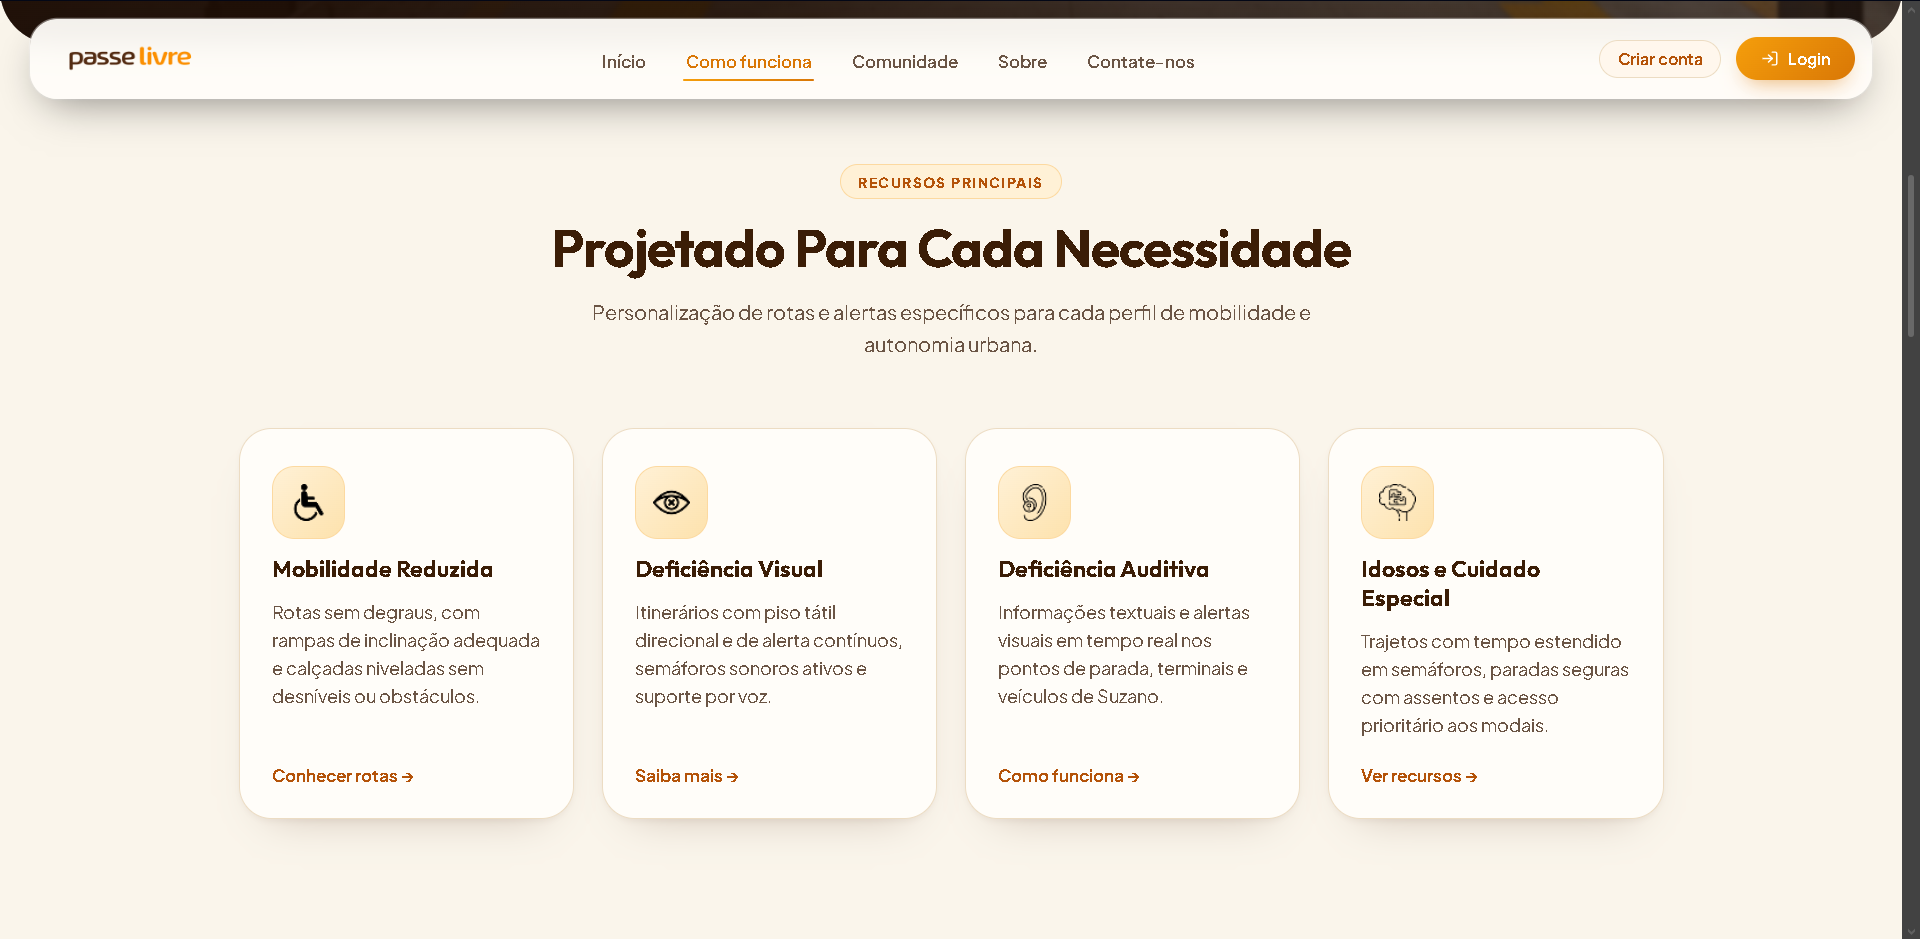 passe livre
Início
Como funciona
Comunidade
Sobre
Contate-nos
Criar conta
Login
RECURSOS PRINCIPAIS
Projetado Para Cada Necessidade
Personalização de rotas e alertas específicos para cada perfil de mobilidade e
autonomia urbana.
Mobilidade Reduzida
Rotas sem degraus, com
rampas de inclinação adequada
e calçadas niveladas sem
desníveis ou obstáculos.
Conhecer rotas →
Deficiência Visual
Itinerários com piso tátil
direcional e de alerta contínuos,
semáforos sonoros ativos e
suporte por voz.
Saiba mais →
Deficiência Auditiva
Informações textuais e alertas
visuais em tempo real nos
pontos de parada, terminais e
veículos de Suzano.
Como funciona →
Idosos e Cuidado
Especial
Trajetos com tempo estendido
em semáforos, paradas seguras
com assentos e acesso
prioritário aos modais.
Ver recursos →